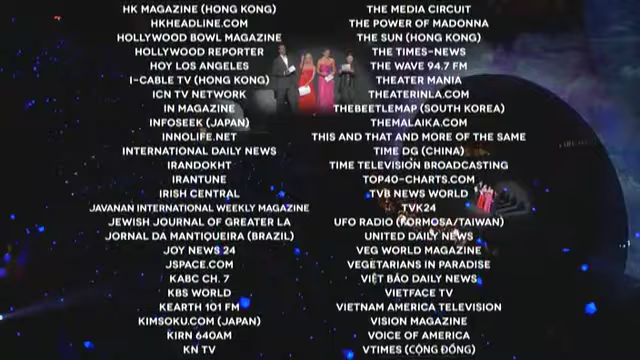 HK MAGAZINE (HONG KONG)
HKHEADLINE.COM
HOLLYWOOD BOWL MAGAZINE
HOLLYWOOD REPORTER
HOY LOS ANGELES
I-CABLE TV (HONG KONG)
ICN TV NETWORK
IN MAGAZINE
INFOSEEK (JAPAN)
INNOLIFE.NET
INTERNATIONAL DAILY NEWS
IRANDOKHT
IRANTUNE
IRISH CENTRAL
JAVANAN INTERNATIONAL WEEKLY MAGAZINE
JEWISH JOURNAL OF GREATER LA
JORNAL DA MANTIQUEIRA (BRAZIL)
JOY NEWS 24
JSPACE.COM
KABC CH. 7
KBS WORLD
KEARTH 101 FM
KIMSOKU.COM (JAPAN)
KIRN 640AM
KN TV
THE MEDIA CIRCUIT
THE POWER OF MADONNA
THE SUN (HONG KONG)
THE TIMES-NEWS
THE WAVE 94.7 FM
THEATER MANIA
THEATERINLA.COM
THEBEETLEMAP (SOUTH KOREA)
THEMALAIKA.COM
THIS AND THAT AND MORE OF THE SAME
TIME DG (CHINA)
TIME TELEVISION BROADCASTING
TOP40-CHARTS.COM
TVB NEWS WORLD
TVK24
UFO RADIO (FORMOSA/TAIWAN)
UNITED DAILY NEWS
VEG WORLD MAGAZINE
VEGETARIANS IN PARADISE
VIỆT BÁO DAILY NEWS
VIETFACE TV
VIETNAM AMERICA TELEVISION
VISION MAGAZINE
VOICE OF AMERICA
VTIMES (CỘNG ĐỒNG)